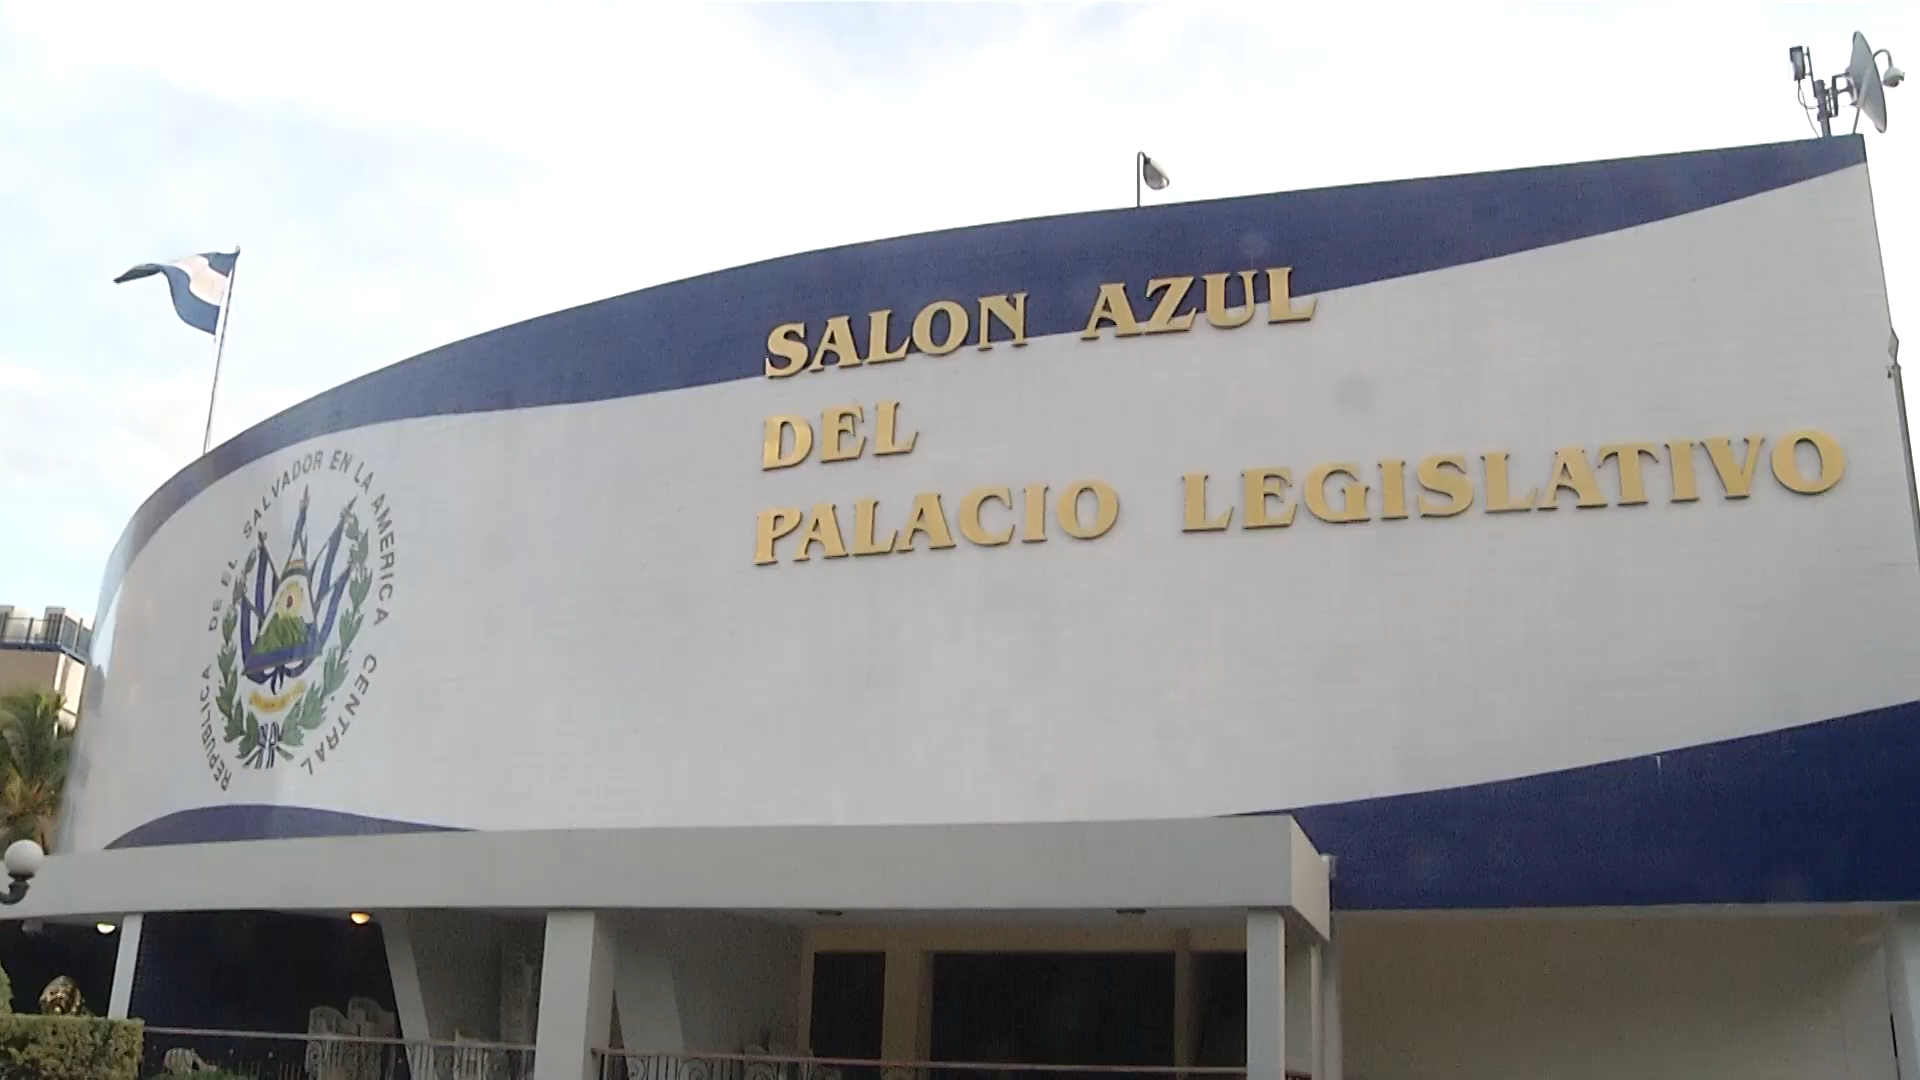 SALON AZUL
DEL
PALACIO LEGISLATIVO
REPUBLICA DE EL SALVADOR EN LA AMERICA CENTRAL